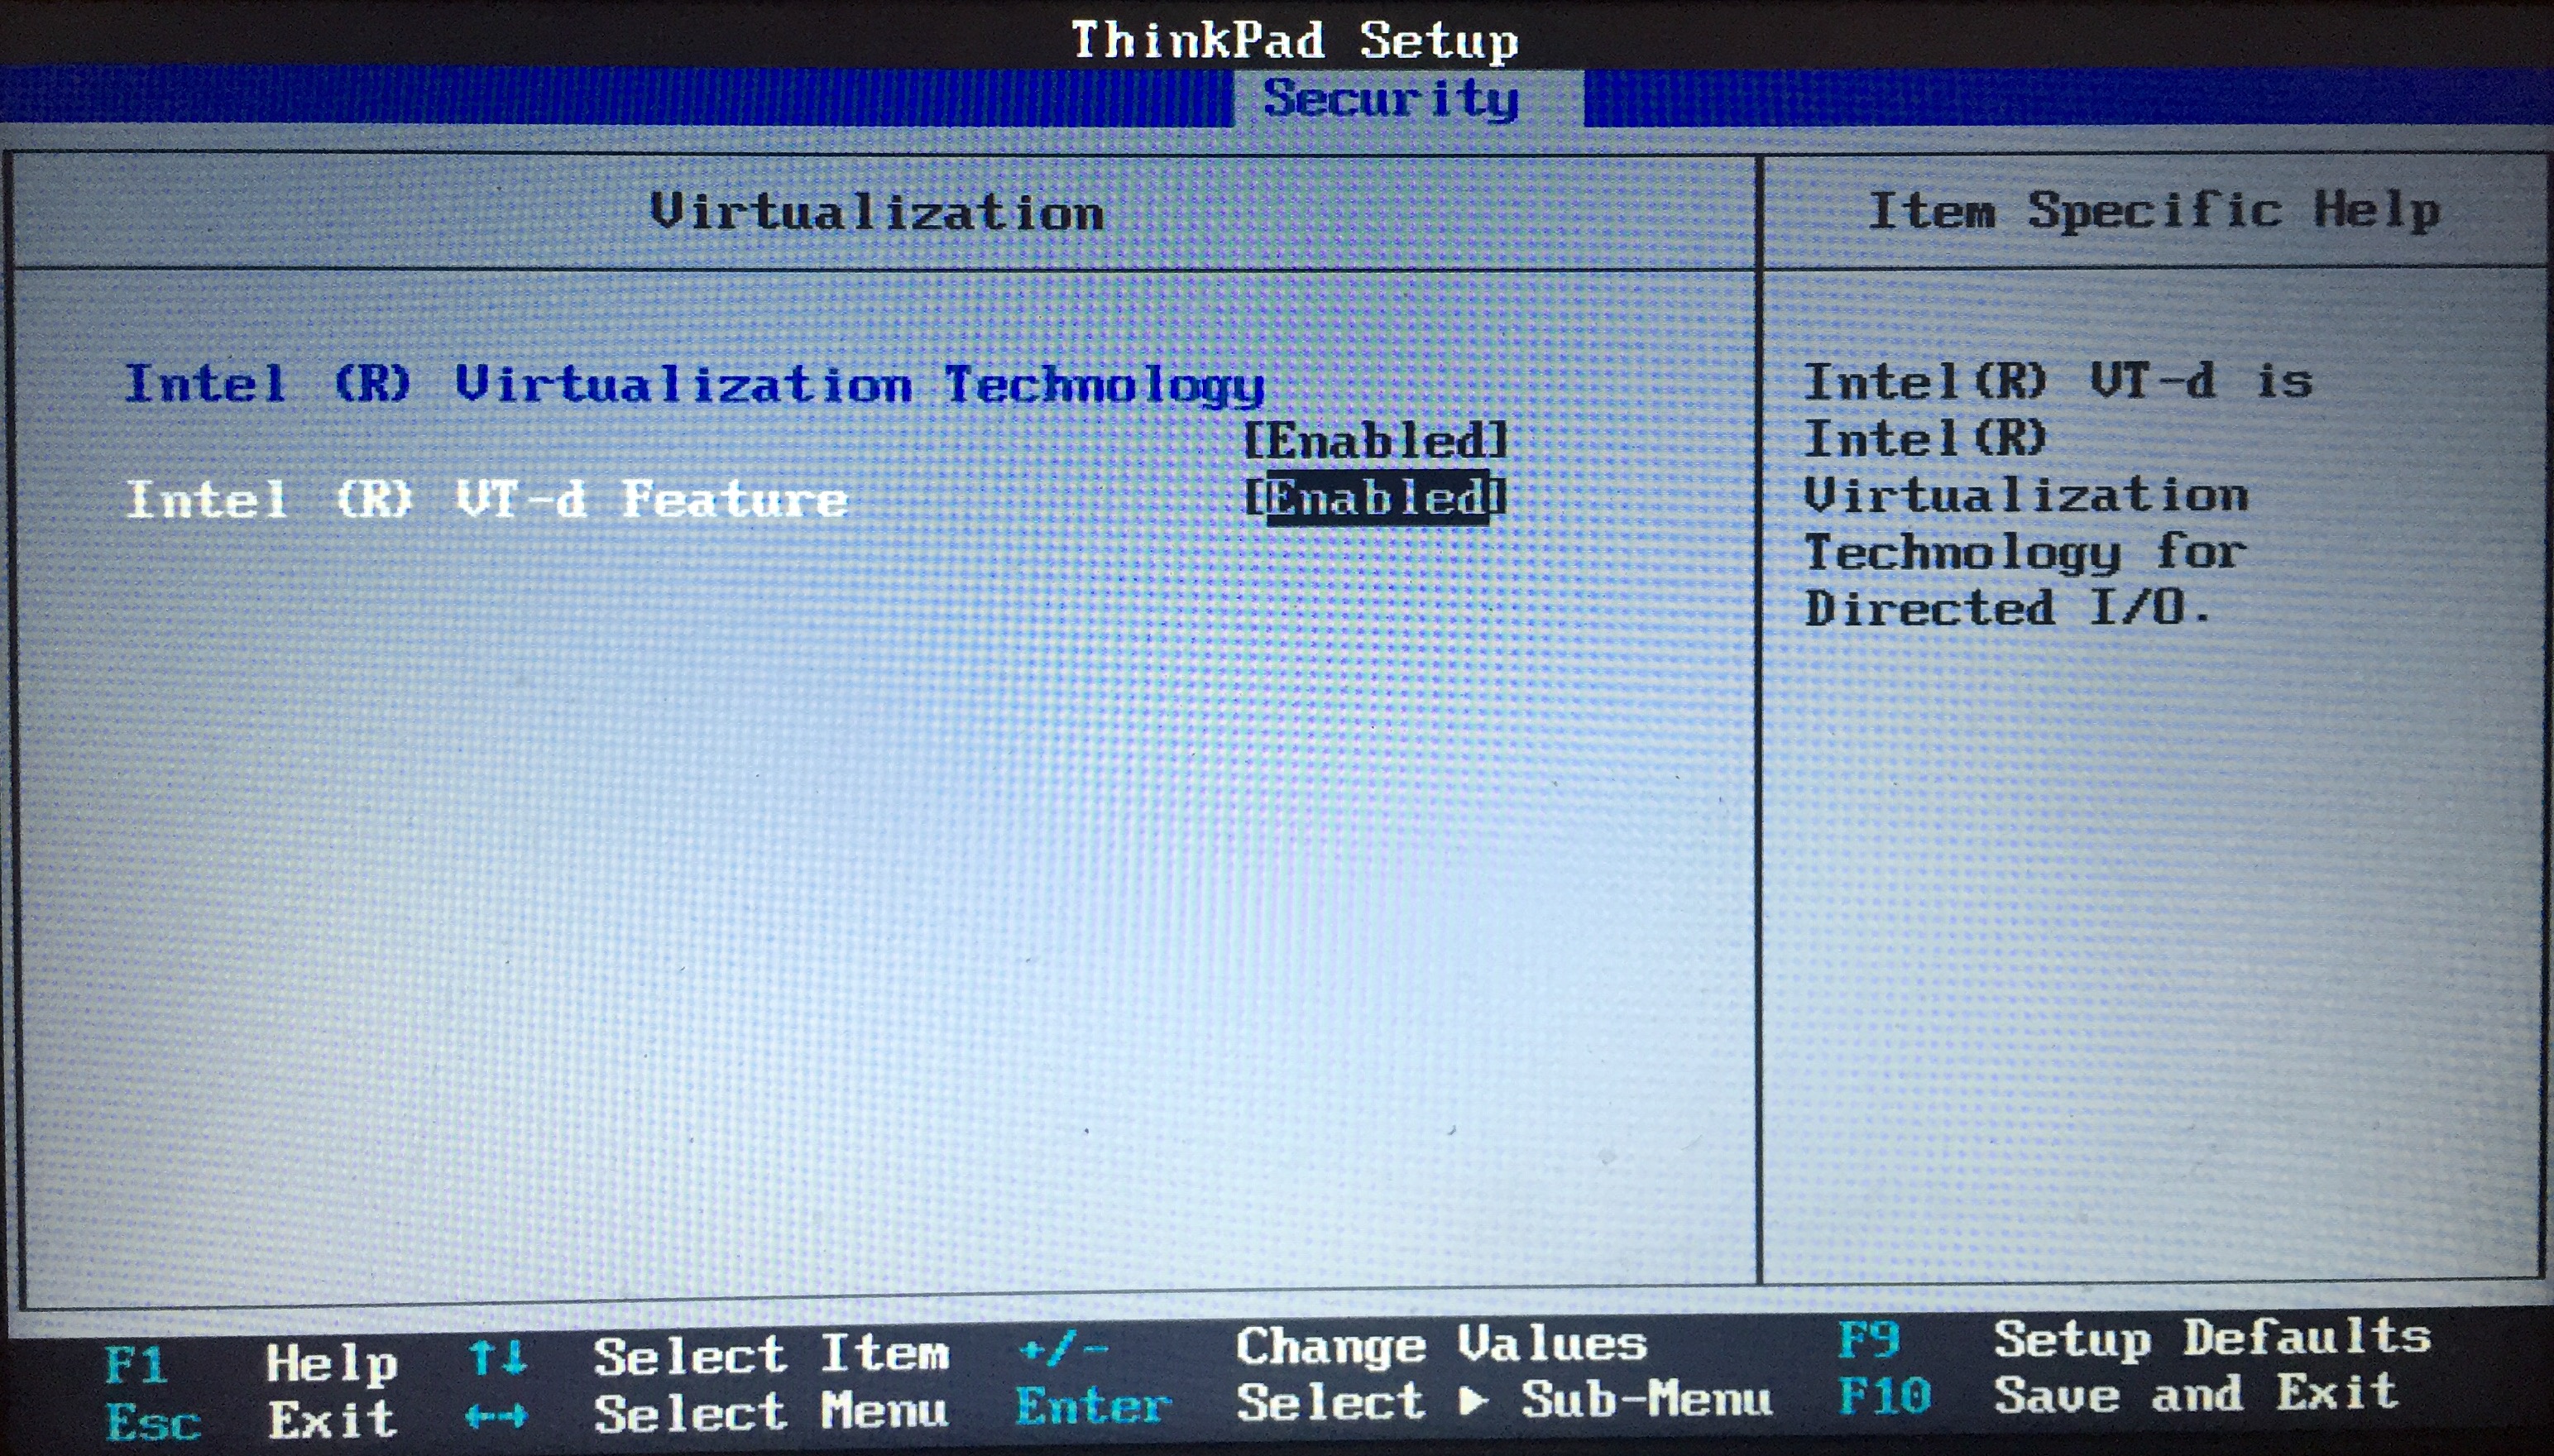 ThinkPad Setup
Security
Virtualization
Item Specific Help
Intel (R) Virtualization Technology
[Enabled]
Intel (R) VT-d Feature [Enabled]
Intel(R) VT-d is
Intel(R)
Virtualization
Technology for
Directed I/O.
F1 Help ↑↓ Select Item +/- Change Values F9 Setup Defaults
Esc Exit ←→ Select Menu Enter Select ▶ Sub-Menu F10 Save and Exit